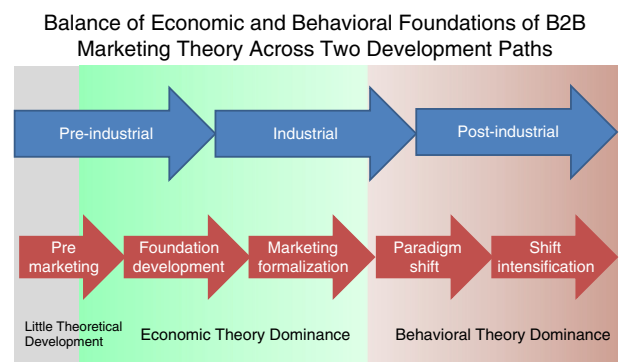 Balance of Economic and Behavioral Foundations of B2B
Marketing Theory Across Two Development Paths
Pre-industrial
Industrial
Post-industrial
Pre
marketing
Foundation
development
Marketing
formalization
Paradigm
shift
Shift
intensification
Little Theoretical
Development
Economic Theory Dominance
Behavioral Theory Dominance